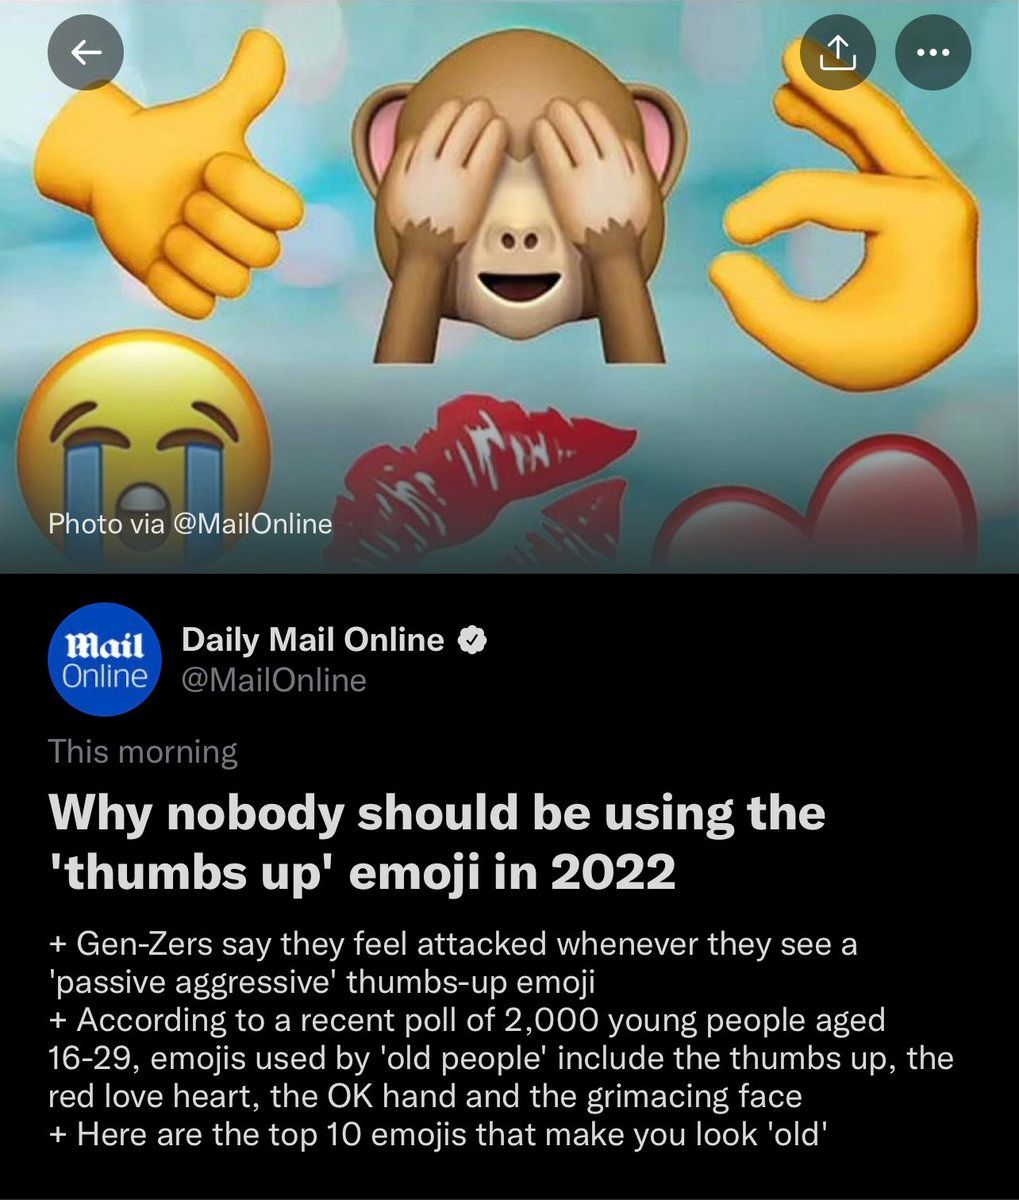 Photo via @MailOnline
Mail
Online
Daily Mail Online
@MailOnline
This morning
Why nobody should be using the
'thumbs up' emoji in 2022
+ Gen-Zers say they feel attacked whenever they see a
'passive aggressive' thumbs-up emoji
+ According to a recent poll of 2,000 young people aged
16-29, emojis used by 'old people' include the thumbs up, the
red love heart, the OK hand and the grimacing face
+ Here are the top 10 emojis that make you look 'old'